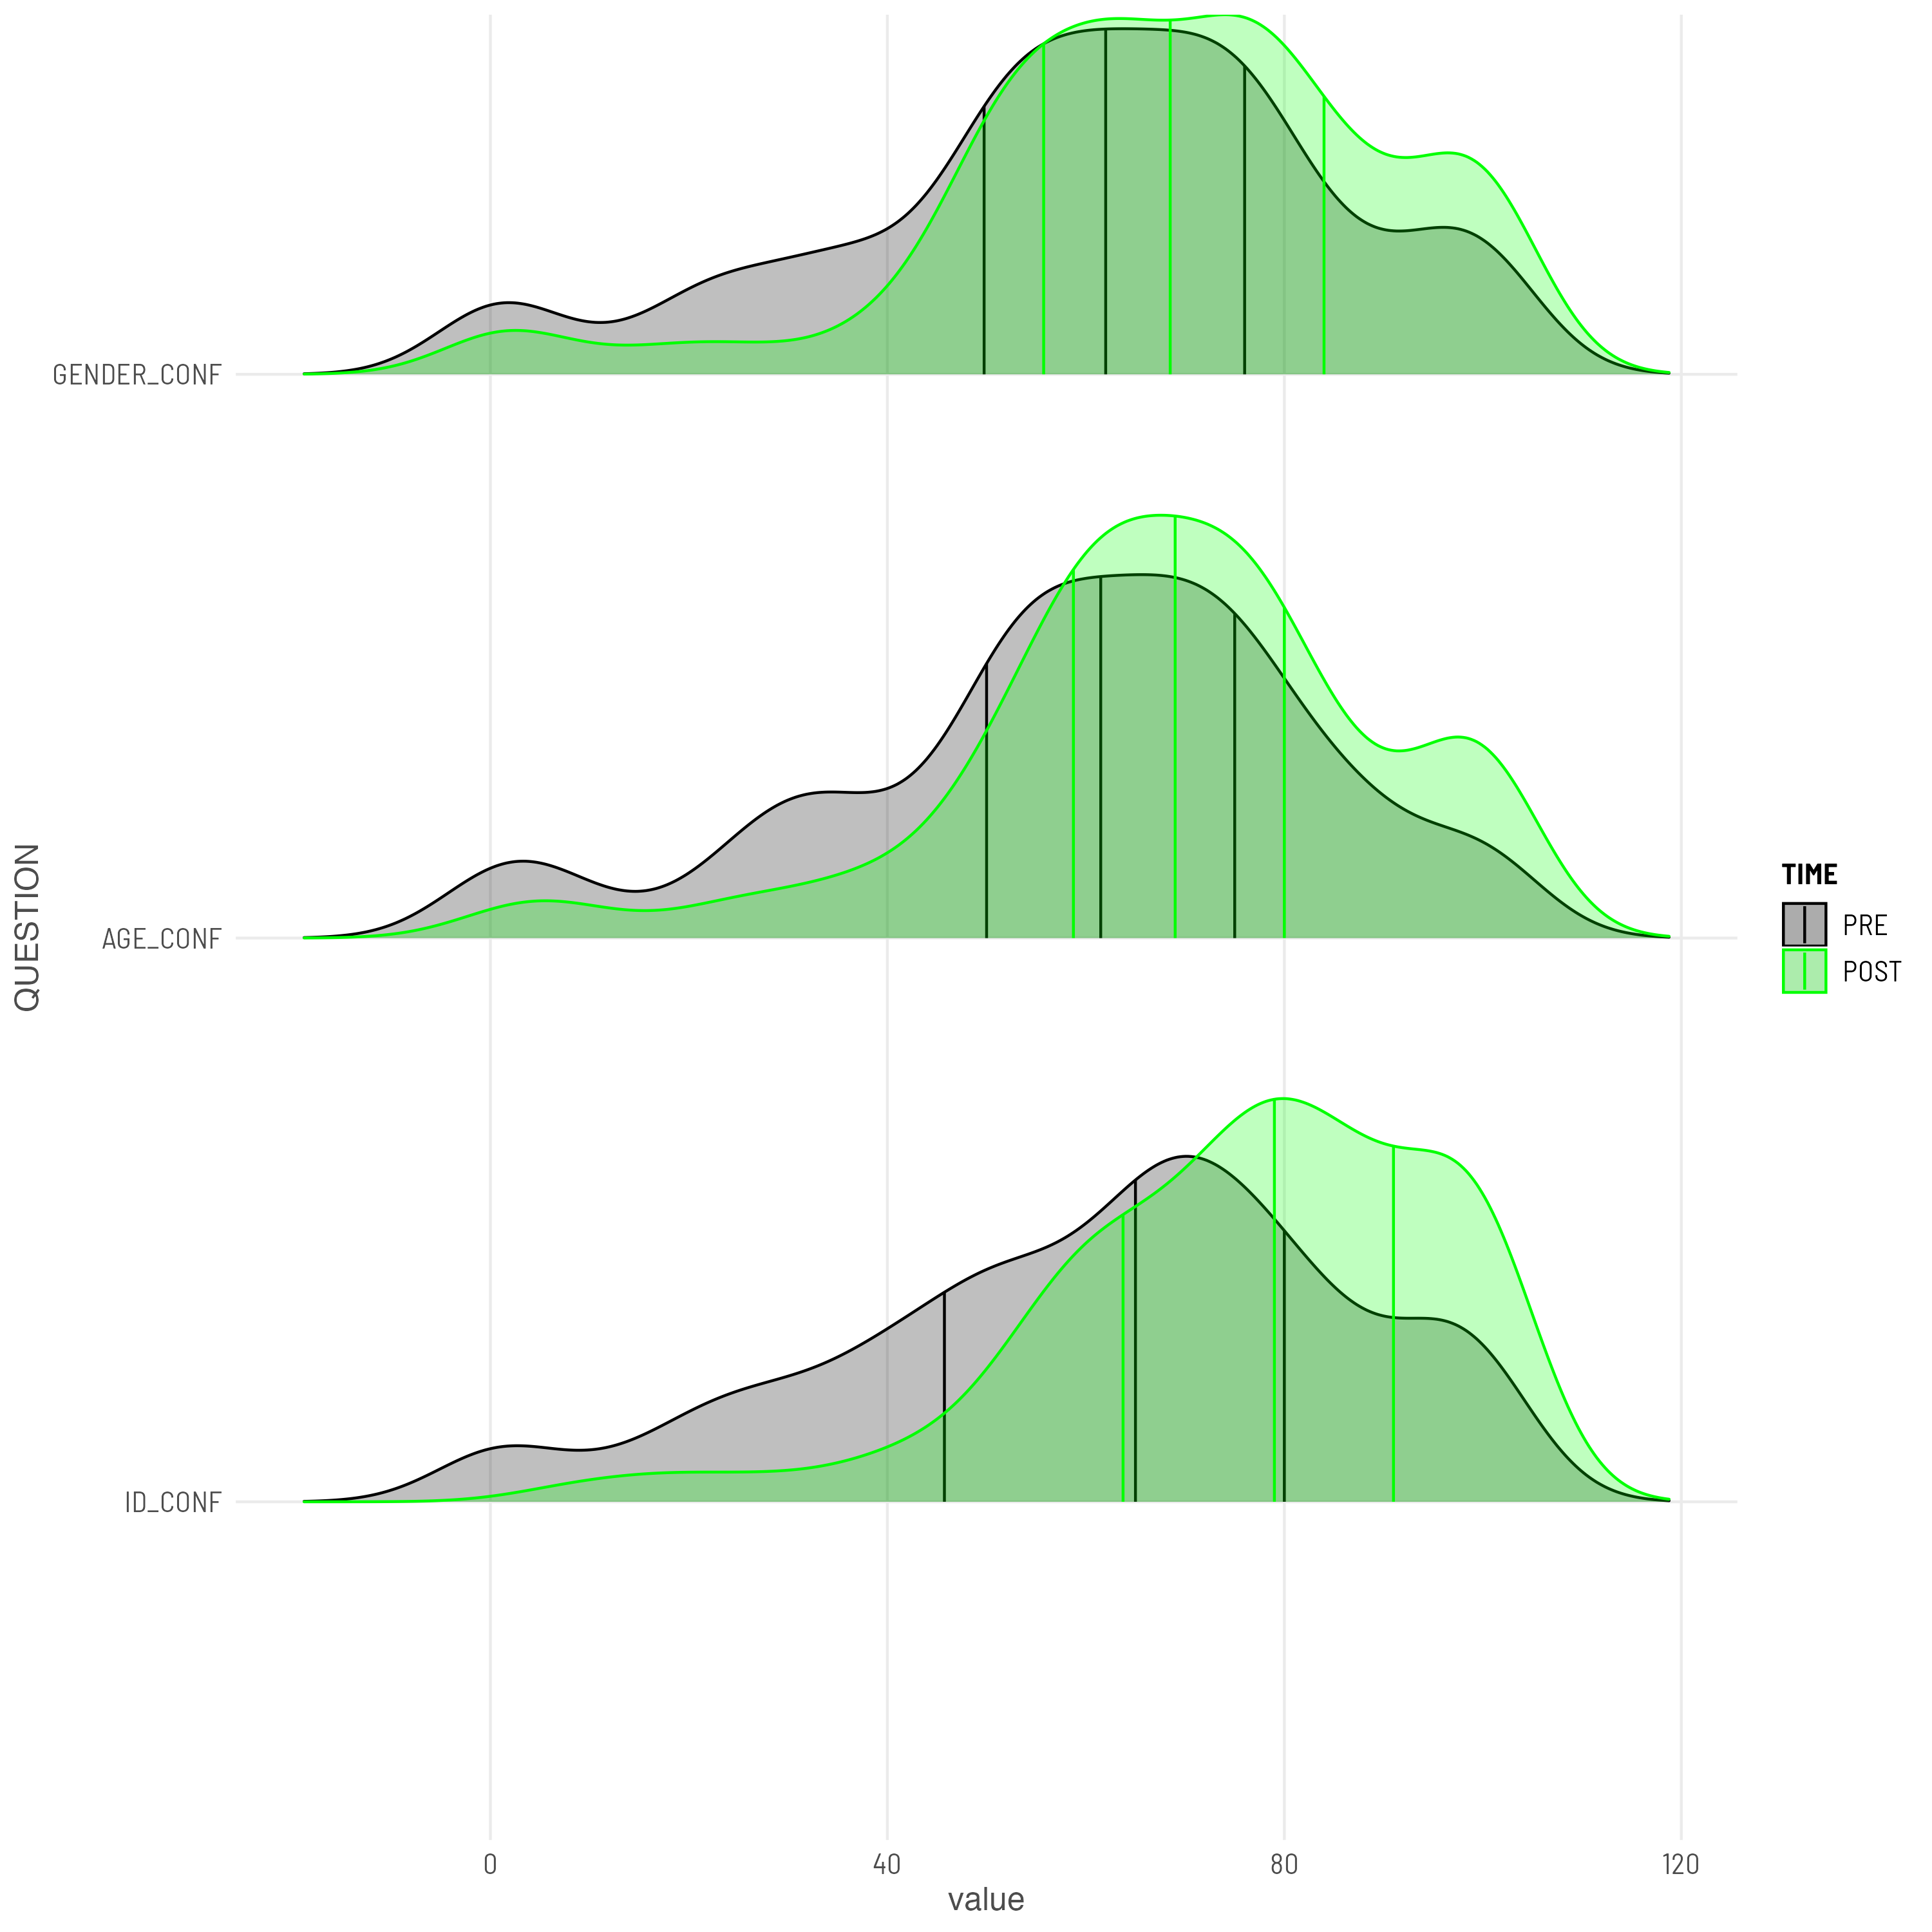 GENDER_CONF
AGE_CONF
ID_CONF
QUESTION
0
40
80
120
value
TIME
PRE
POST